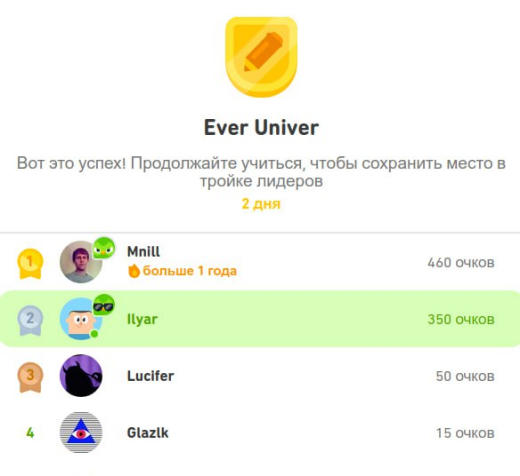 Ever Univer
Вот это успех! Продолжайте учиться, чтобы сохранить место в
тройке лидеров
2 дня
1
Mnill
больше 1 года
460 очков
2
Ilyar
350 очков
3
Lucifer
50 очков
4
Glazlk
15 очков